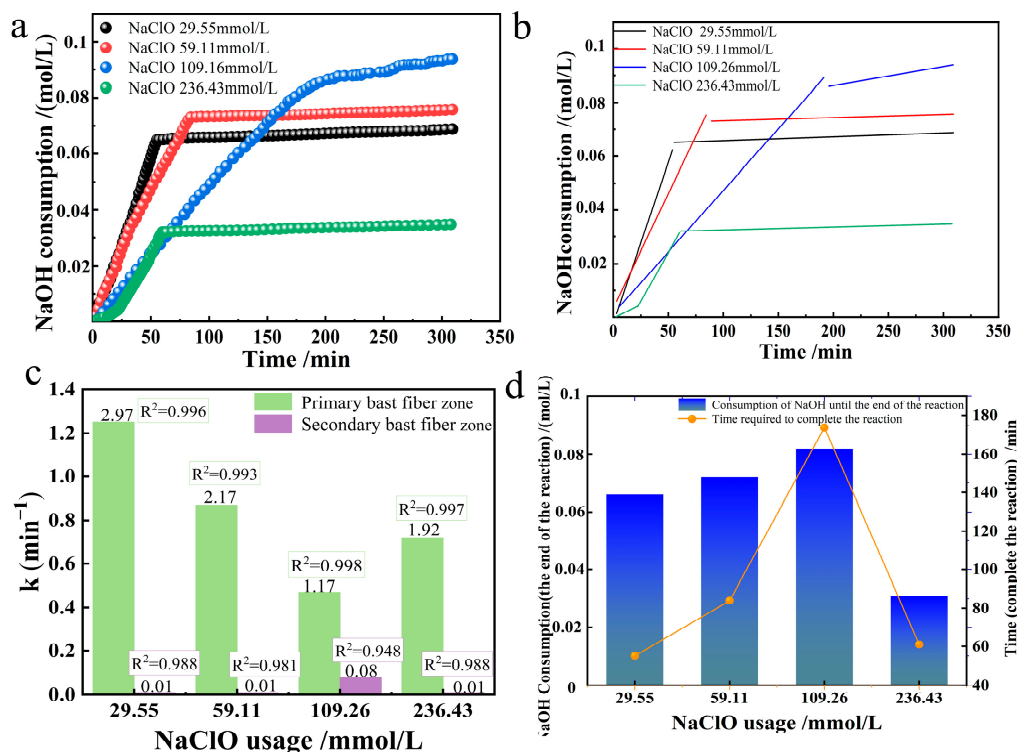 a
NaClO 29.55mmol/L
NaClO 59.11mmol/L
NaClO 109.16mmol/L
NaClO 236.43mmol/L
NaOH consumption /(mol/L)
0.1
0.08
0.06
0.04
0.02
0 50 100 150 200 250 300 350
Time /min
b
NaClO 29.55mmol/L
NaClO 59.11mmol/L
NaClO 109.26mmol/L
NaClO 236.43mmol/L
NaOHconsumption /(mol/L)
0.1
0.08
0.06
0.04
0.02
0 50 100 150 200 250 300 350
Time /min
c
Primary bast fiber zone
Secondary bast fiber zone
k (min⁻¹)
1.4
1.2
1.0
0.8
0.6
0.4
0.2
0.0
2.97
R²=0.996
R²=0.993
2.17
R²=0.998
1.17
R²=0.997
1.92
R²=0.988
0.01
R²=0.981
0.01
R²=0.948
0.08
R²=0.988
0.01
29.55 59.11 109.26 236.43
NaClO usage /mmol/L
d
Consumption of NaOH until the end of the reaction
Time required to complete the reaction
NaOH Consumption(the end of the reaction) /(mol/L)
0.1
0.08
0.06
0.04
0.02
0
Time (complete the reaction) /min
180
160
140
120
100
80
60
40
29.55 59.11 109.26 236.43
NaClO usage /mmol/L